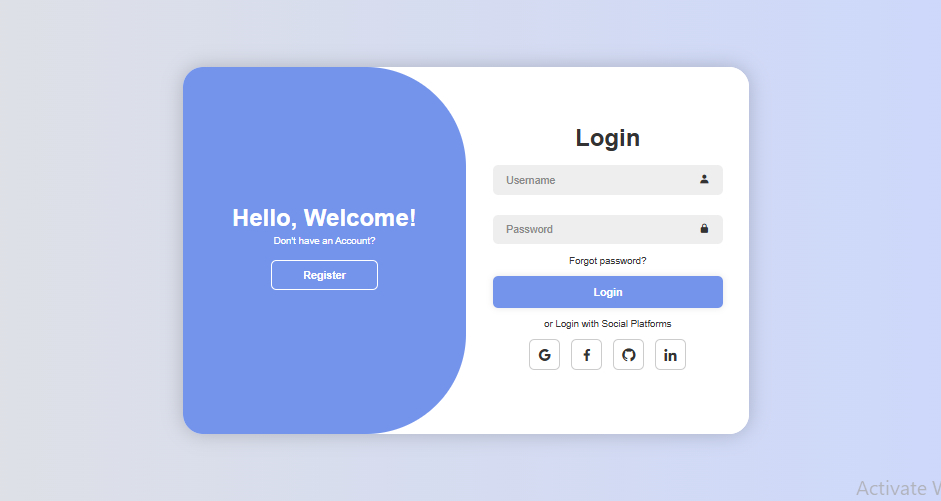 Hello, Welcome!
Don't have an Account?
Register
Login
Username
Password
Forgot password?
Login
or Login with Social Platforms
G
f
in
Activate